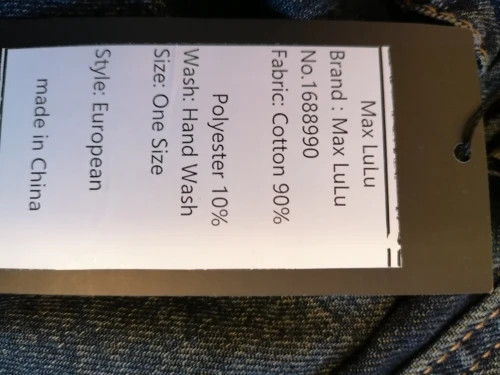 Max LuLu
Brand : Max LuLu
No.1688990
Fabric: Cotton 90%
Polyester 10%
Wash: Hand Wash
Size: One Size
Style: European
made in China